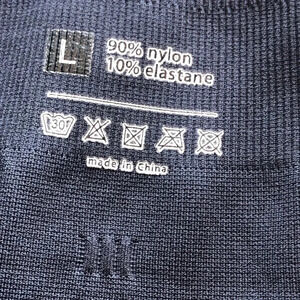 L
90% nylon
10% elastane
30°
made in china